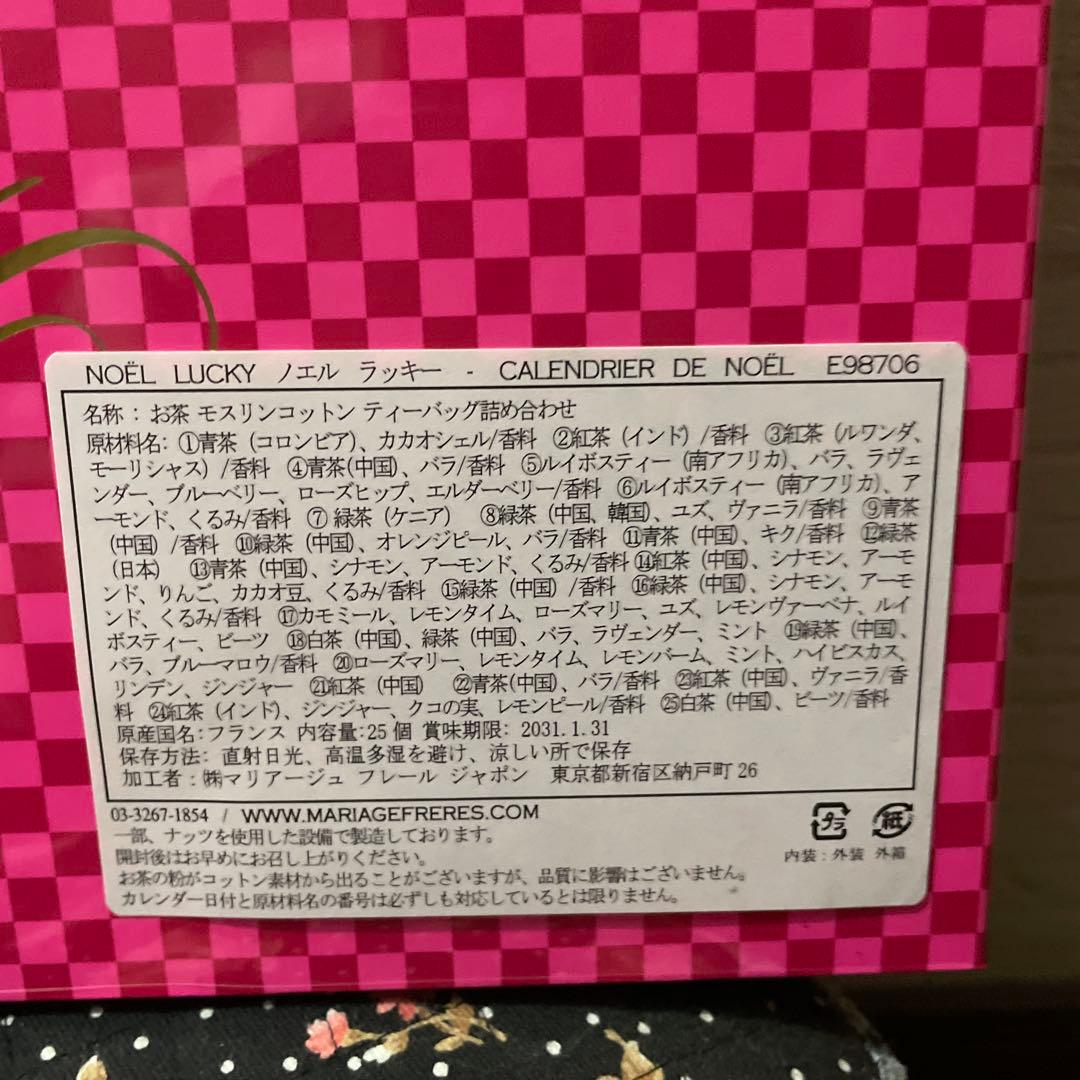 NOËL LUCKY ノエル ラッキー - CALENDRIER DE NOËL E98706
名称：お茶 モスリンコットン ティーバッグ詰め合わせ
原材料名: ①青茶（コロンビア）、カカオシェル/香料 ②紅茶（インド）/香料 ③紅茶（ルワンダ、
モーリシャス）/香料 ④青茶(中国)、バラ/香料 ⑤ルイボスティー（南アフリカ)、バラ、ラヴェ
ンダー、ブルーベリー、ローズヒップ、エルダーベリー/香料 ⑥ルイボスティー（南アフリカ)、ア
ーモンド、くるみ/香料 ⑦ 緑茶（ケニア） ⑧緑茶（中国、韓国)、ユズ、ヴァニラ/香料 ⑨青茶
（中国）/香料 ⑩緑茶（中国)、オレンジピール、バラ/香料 ⑪青茶（中国)、キク/香料 ⑫緑茶
（日本） ⑬青茶（中国)、シナモン、アーモンド、くるみ/香料 ⑭紅茶（中国)、シナモン、アーモ
ンド、りんご、カカオ豆、くるみ/香料 ⑮緑茶（中国）/香料 ⑯緑茶（中国)、シナモン、アーモ
ンド、くるみ/香料 ⑰カモミール、レモンタイム、ローズマリー、ユズ、レモンヴァーベナ、ルイ
ボスティー、ビーツ ⑱白茶（中国)、緑茶（中国)、バラ、ラヴェンダー、ミント ⑲緑茶（中国)、
バラ、ブルーマロウ/香料 ⑳ローズマリー、レモンタイム、レモンバーム、ミント、ハイビスカス、
リンデン、ジンジャー ㉑紅茶（中国） ㉒青茶(中国)、バラ/香料 ㉓紅茶（中国)、ヴァニラ/香
料 ㉔紅茶（インド)、ジンジャー、クコの実、レモンピール/香料 ㉕白茶（中国)、ビーツ/香料
原産国名：フランス 内容量：25個 賞味期限： 2031.1.31
保存方法： 直射日光、高温多湿を避け、涼しい所で保存
加工者：㈱マリアージュ フレール ジャポン 東京都新宿区納戸町26
03-3267-1854 / WWW.MARIAGEFRERES.COM
一部、ナッツを使用した設備で製造しております。
開封後はお早めにお召し上がりください。
お茶の粉がコットン素材から出ることがございますが、品質に影響はございません。
カレンダー日付と原材料名の番号は必ずしも対応しているとは限りません。
プラ 紙
内装：外装 外箱